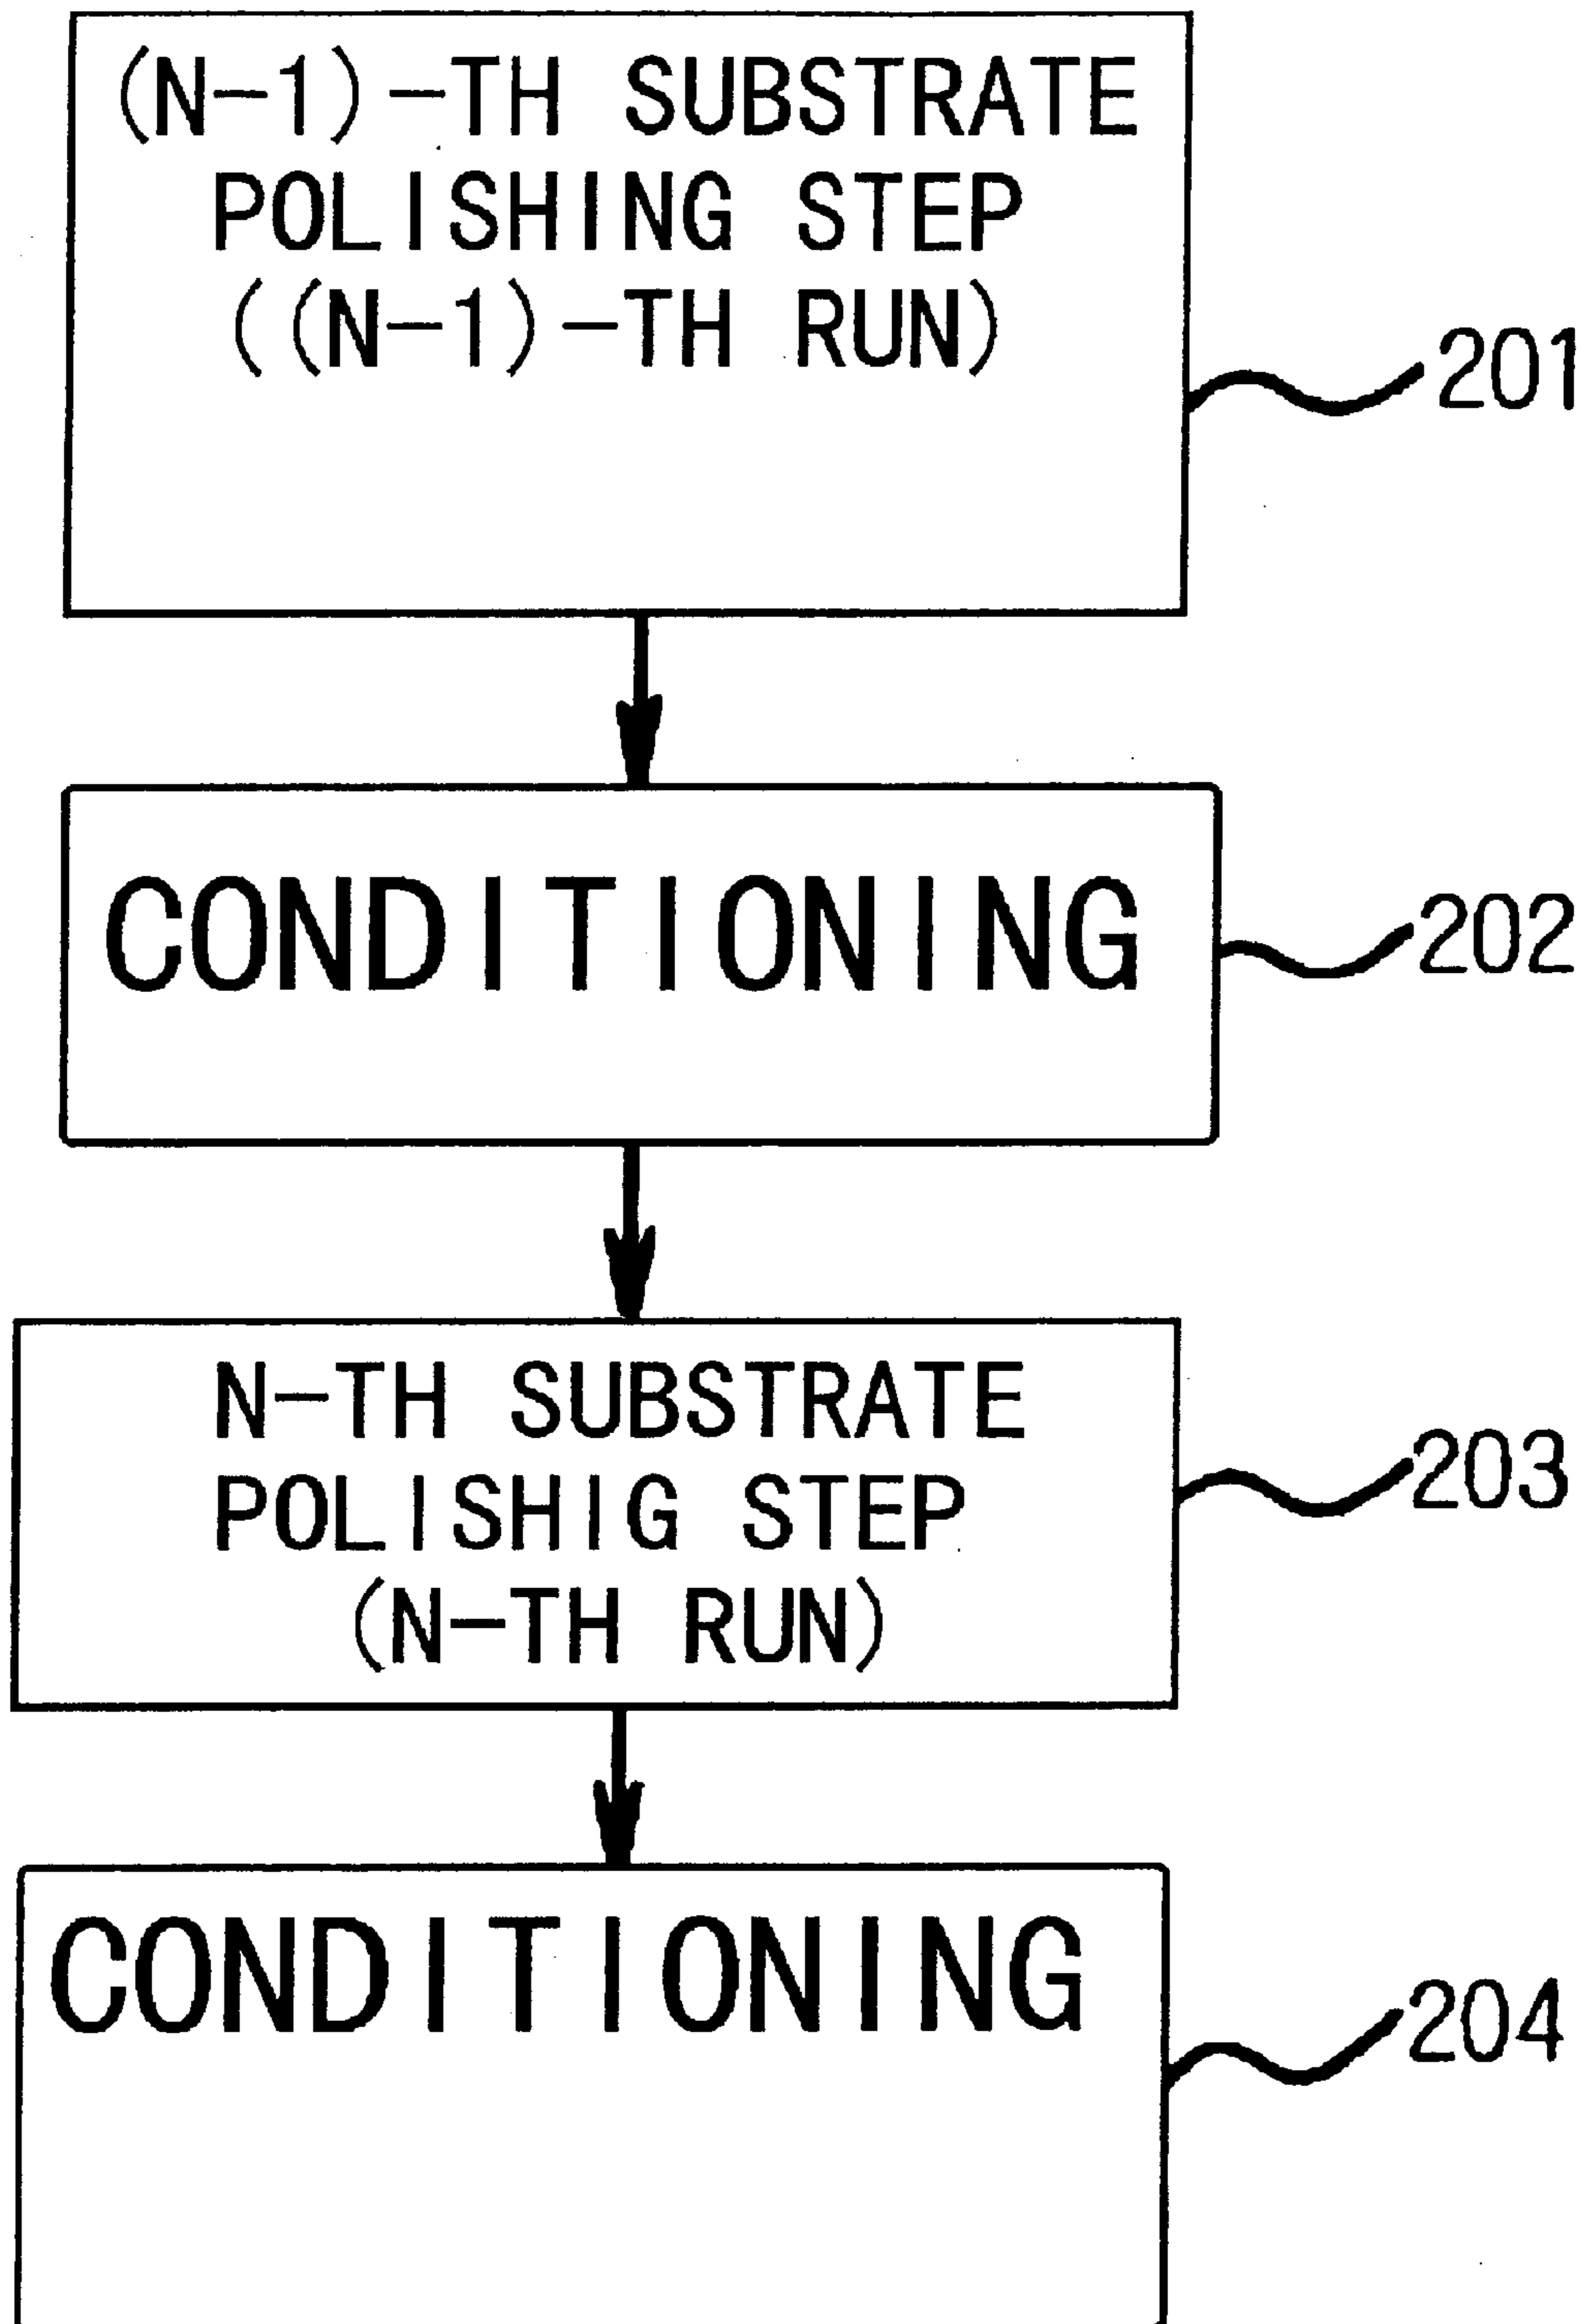 (N-1)-TH SUBSTRATE
POLISHING STEP
((N-1)-TH RUN)
201
CONDITIONING
202
N-TH SUBSTRATE
POLISHIG STEP
(N-TH RUN)
203
CONDITIONING
204